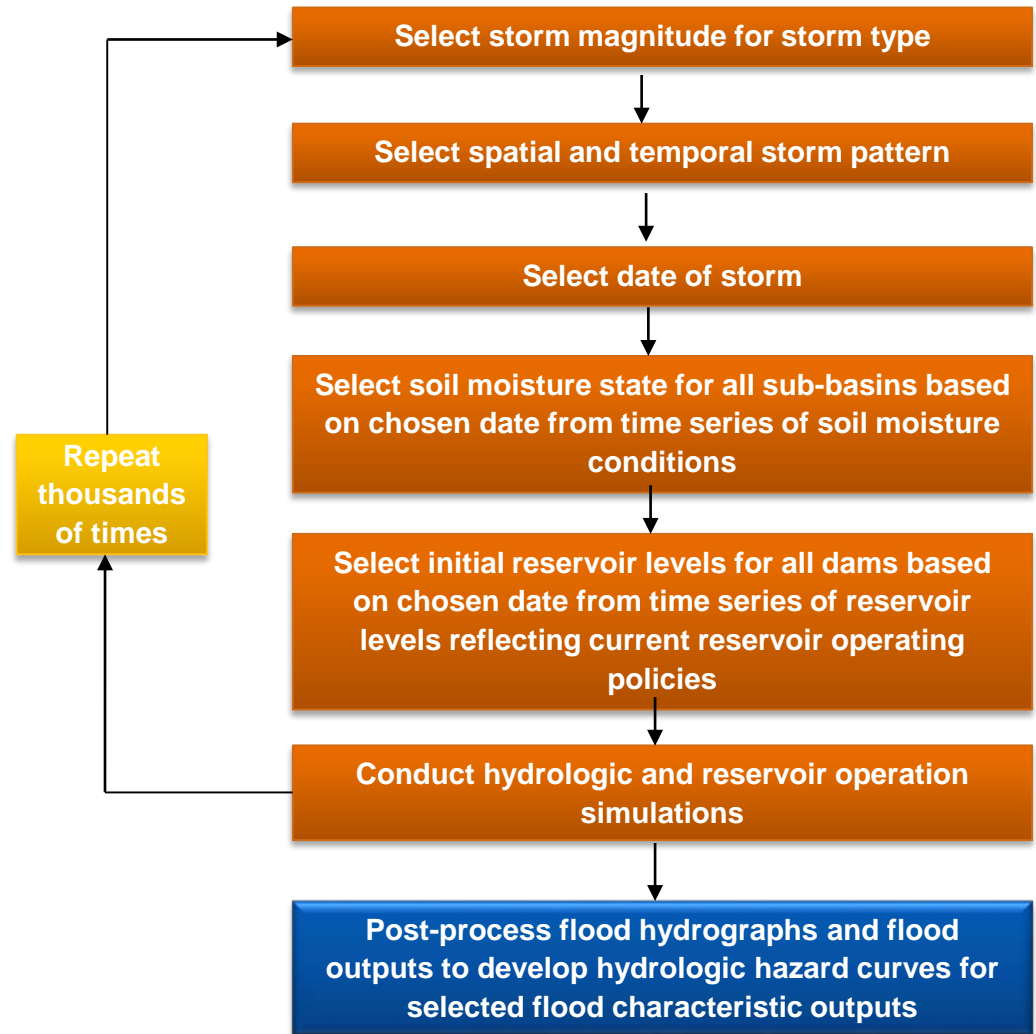 Select storm magnitude for storm type
Select spatial and temporal storm pattern
Select date of storm
Select soil moisture state for all sub-basins based
on chosen date from time series of soil moisture
conditions
Repeat
thousands
of times
Select initial reservoir levels for all dams based
on chosen date from time series of reservoir
levels reflecting current reservoir operating
policies
Conduct hydrologic and reservoir operation
simulations
Post-process flood hydrographs and flood
outputs to develop hydrologic hazard curves for
selected flood characteristic outputs